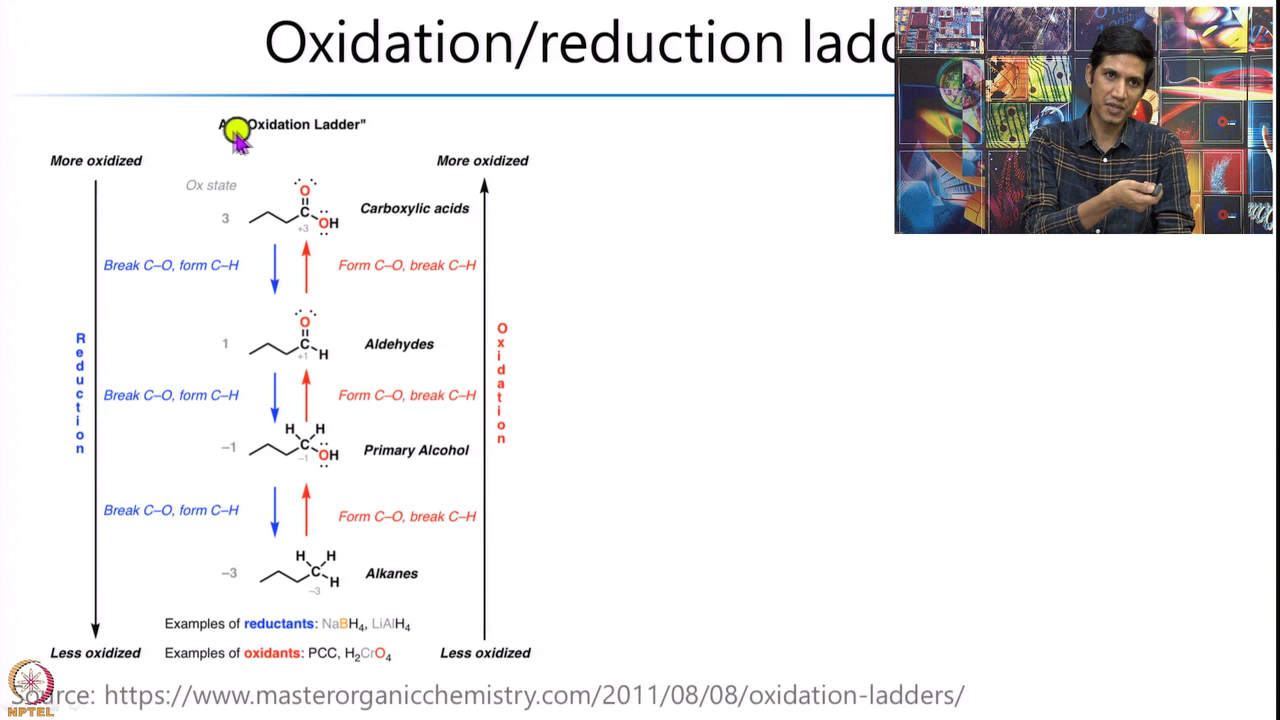 Oxidation/reduction ladd
"Oxidation Ladder"
More oxidized
More oxidized
Ox state
3
O
C
OH
+3
Carboxylic acids
Break C–O, form C–H
Form C–O, break C–H
Reduction
Oxidation
1
O
C
H
+1
Aldehydes
Break C–O, form C–H
Form C–O, break C–H
–1
H H
C
OH
–1
Primary Alcohol
Break C–O, form C–H
Form C–O, break C–H
–3
H H
C
H
–3
Alkanes
Examples of reductants: NaBH4, LiAlH4
Examples of oxidants: PCC, H2CrO4
Less oxidized
Less oxidized
Source: https://www.masterorganicchemistry.com/2011/08/08/oxidation-ladders/
NPTEL